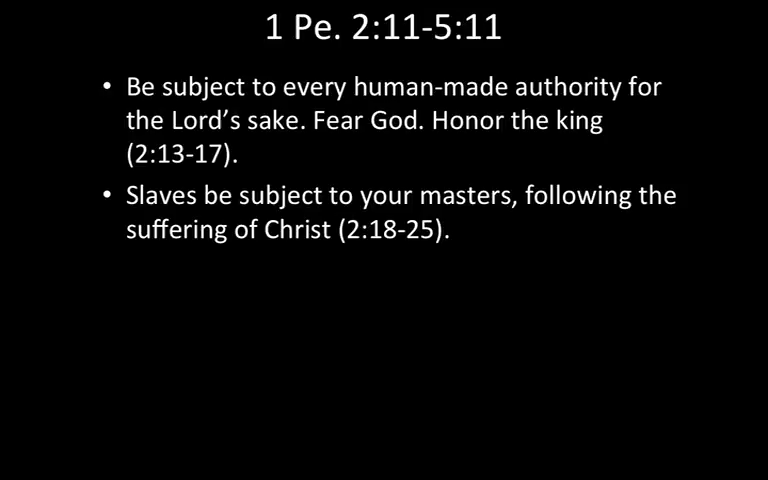 1 Pe. 2:11-5:11
• Be subject to every human-made authority for
the Lord’s sake. Fear God. Honor the king
(2:13-17).
• Slaves be subject to your masters, following the
suffering of Christ (2:18-25).